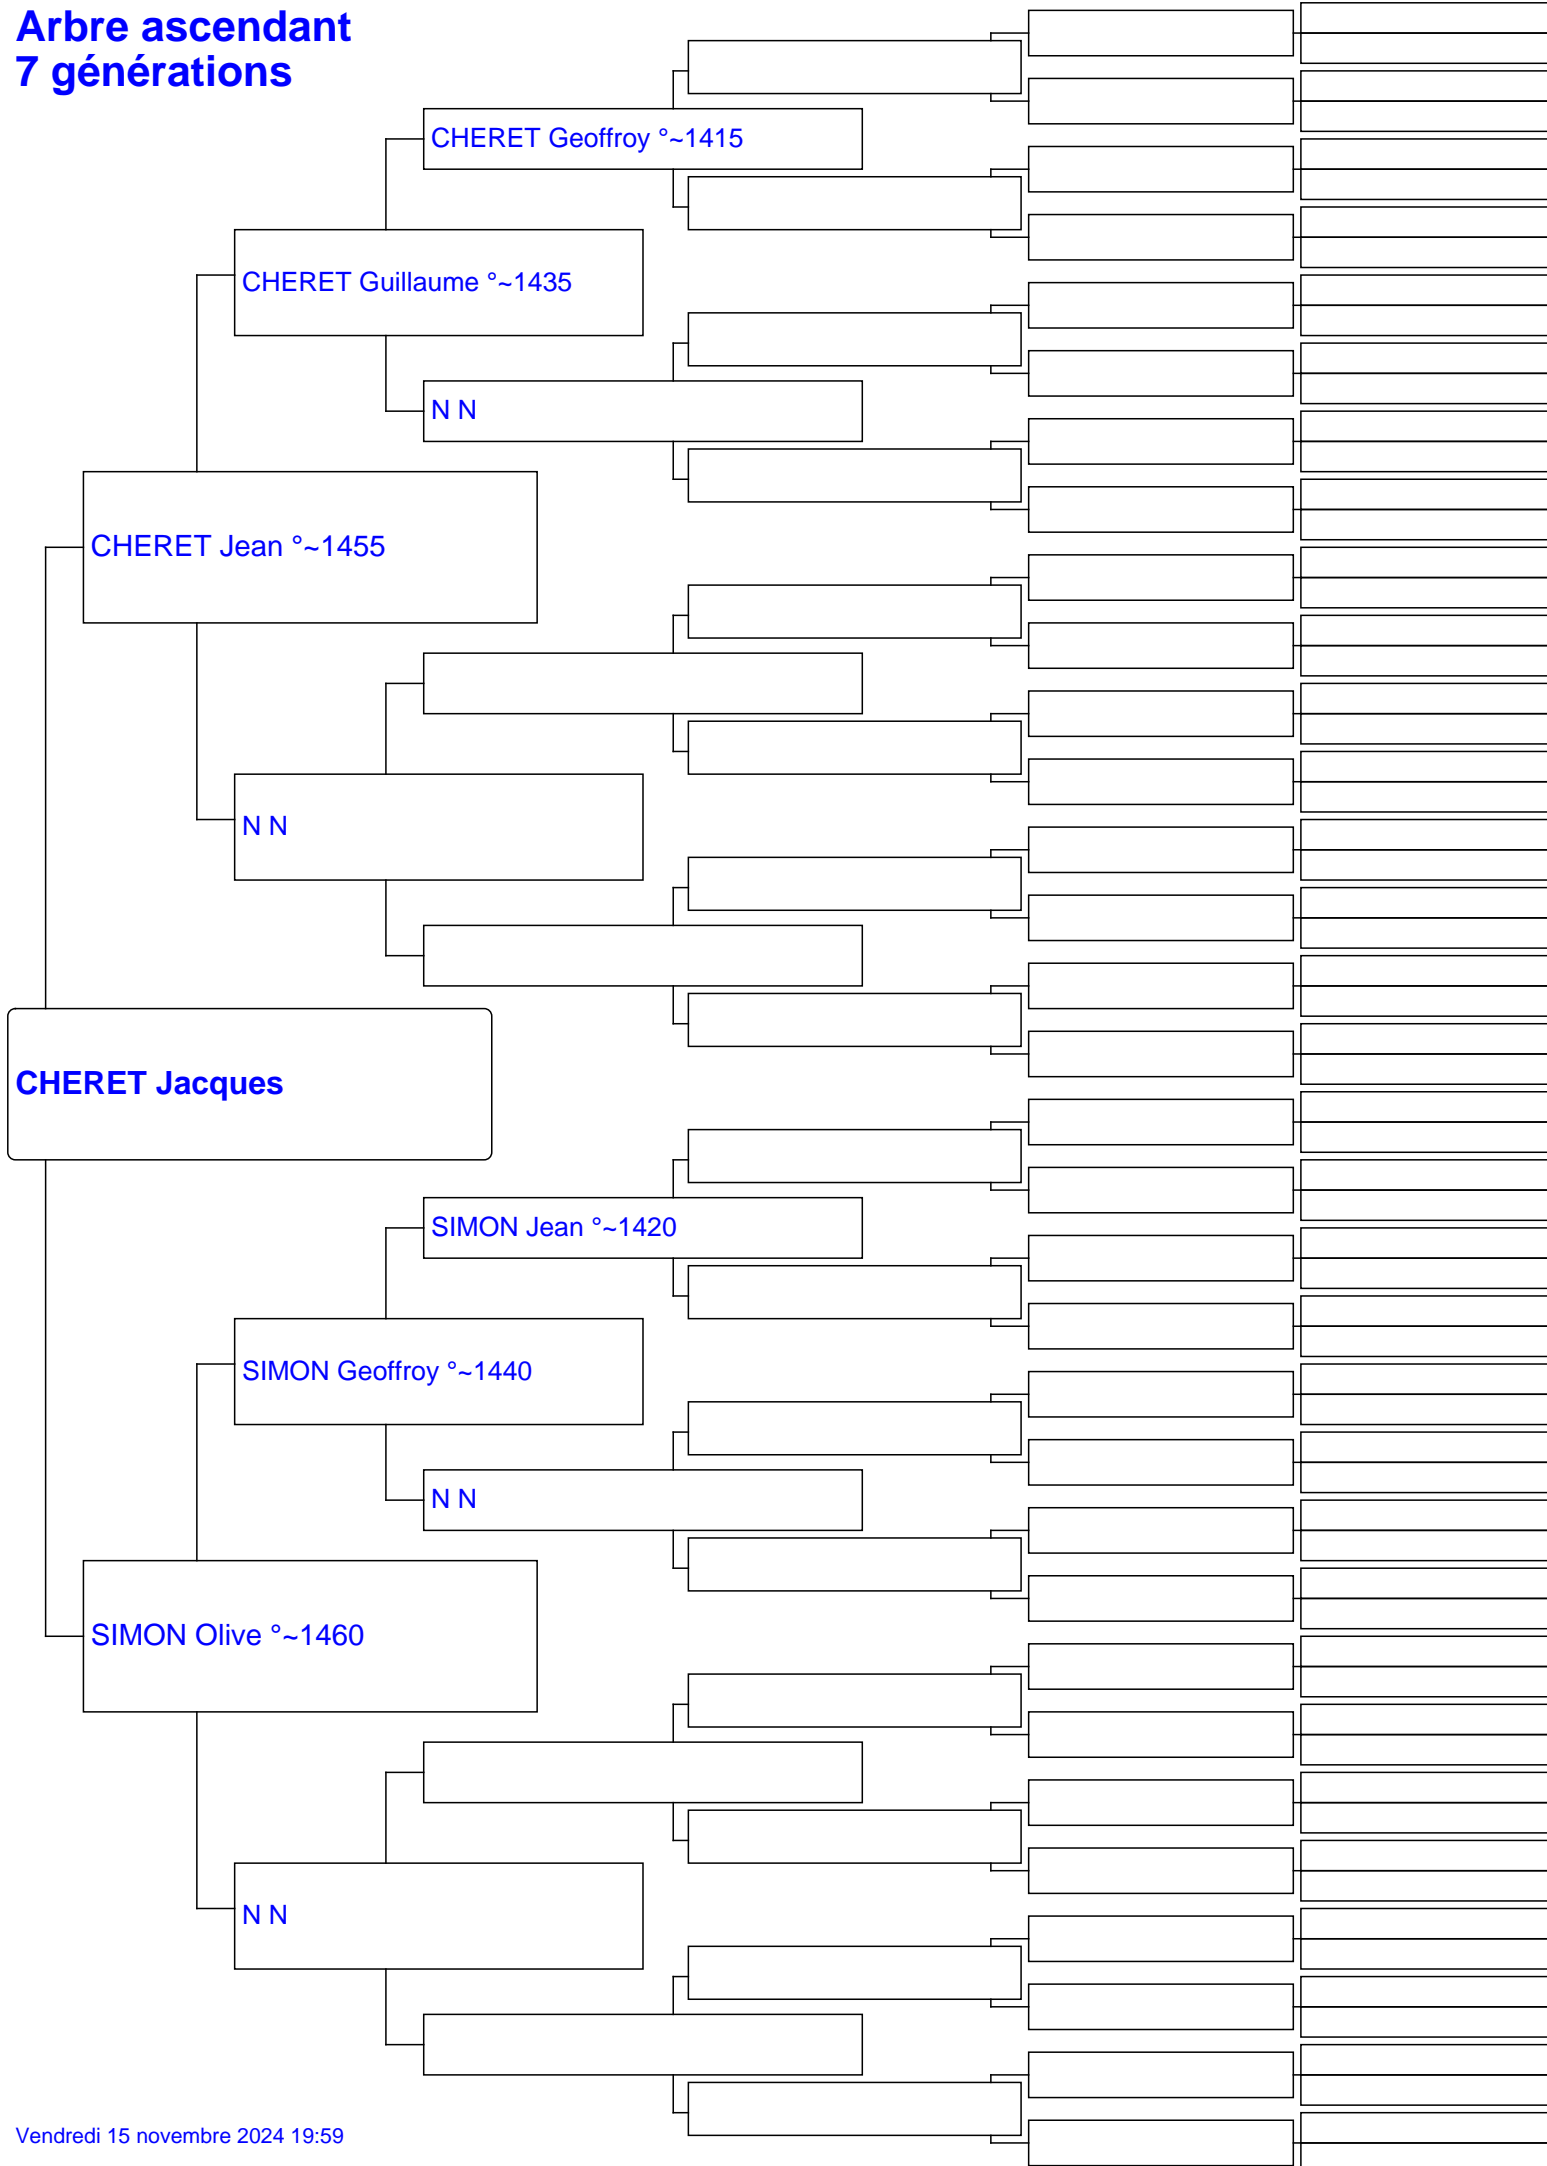 Arbre ascendant
7 générations
CHERET Geoffroy °~1415
CHERET Guillaume °~1435
N N
CHERET Jean °~1455
N N
CHERET Jacques
SIMON Jean °~1420
SIMON Geoffroy °~1440
N N
SIMON Olive °~1460
N N
Vendredi 15 novembre 2024 19:59